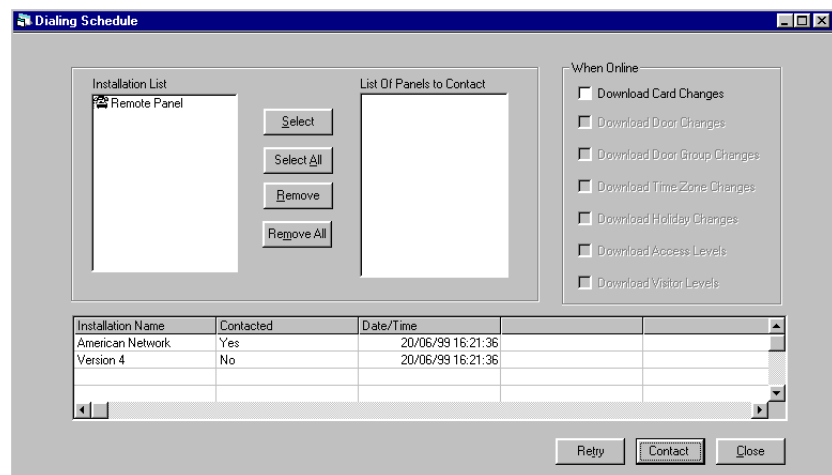 Dialing Schedule
Installation List
Remote Panel
Select
Select All
Remove
Remove All
List Of Panels to Contact
When Online
Download Card Changes
Download Door Changes
Download Door Group Changes
Download Time Zone Changes
Download Holiday Changes
Download Access Levels
Download Visitor Levels
Installation Name Contacted Date/Time
American Network Yes 20/06/99 16:21:36
Version 4 No 20/06/99 16:21:36
Retry Contact Close